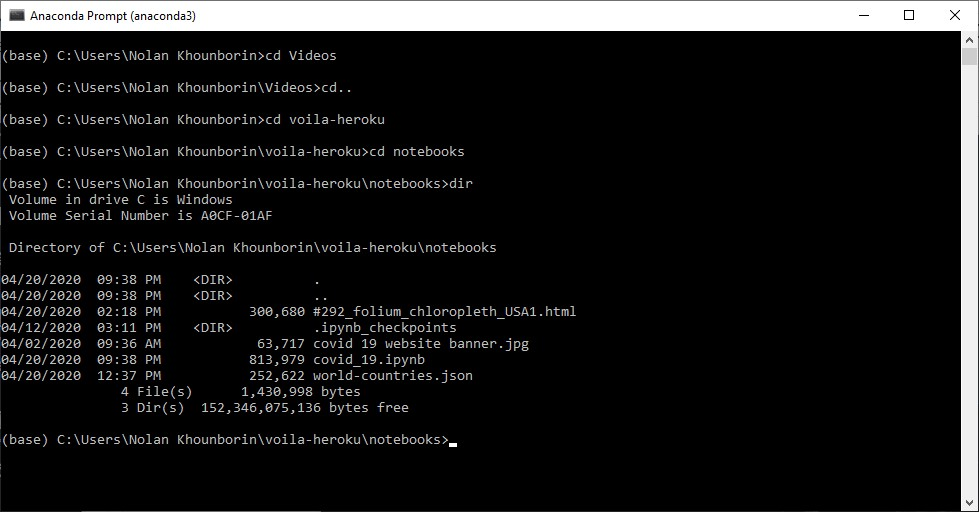 Anaconda Prompt (anaconda3)
(base) C:\Users\Nolan Khounborin>cd Videos
(base) C:\Users\Nolan Khounborin\Videos>cd..
(base) C:\Users\Nolan Khounborin>cd voila-heroku
(base) C:\Users\Nolan Khounborin\voila-heroku>cd notebooks
(base) C:\Users\Nolan Khounborin\voila-heroku\notebooks>dir
Volume in drive C is Windows
Volume Serial Number is A0CF-01AF
Directory of C:\Users\Nolan Khounborin\voila-heroku\notebooks
04/20/2020  09:38 PM    <DIR>          .
04/20/2020  09:38 PM    <DIR>          ..
04/20/2020  02:18 PM           300,680 #292_folium_chloropleth_USA1.html
04/12/2020  03:11 PM    <DIR>          .ipynb_checkpoints
04/02/2020  09:36 AM            63,717 covid 19 website banner.jpg
04/20/2020  09:38 PM           813,979 covid_19.ipynb
04/20/2020  12:37 PM           252,622 world-countries.json
4 File(s)      1,430,998 bytes
3 Dir(s)  152,346,075,136 bytes free
(base) C:\Users\Nolan Khounborin\voila-heroku\notebooks>